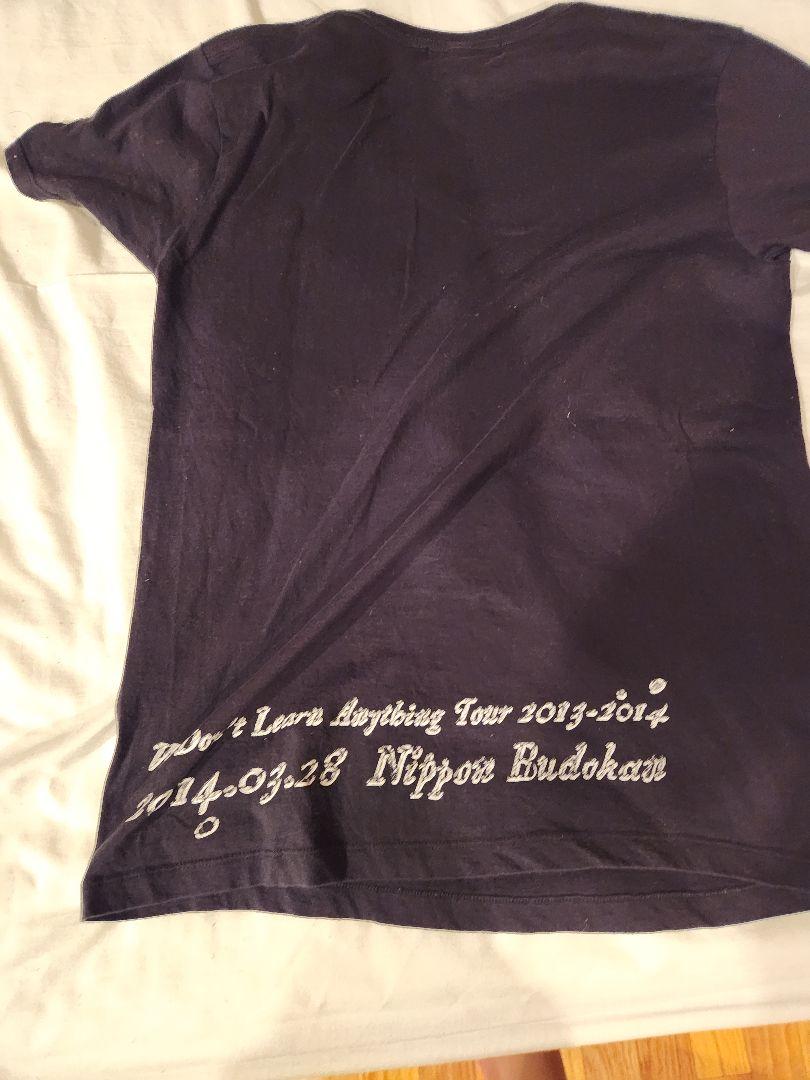 Don't Learn Anything Tour 2013-2014
2014.03.28 Nippon Budokan